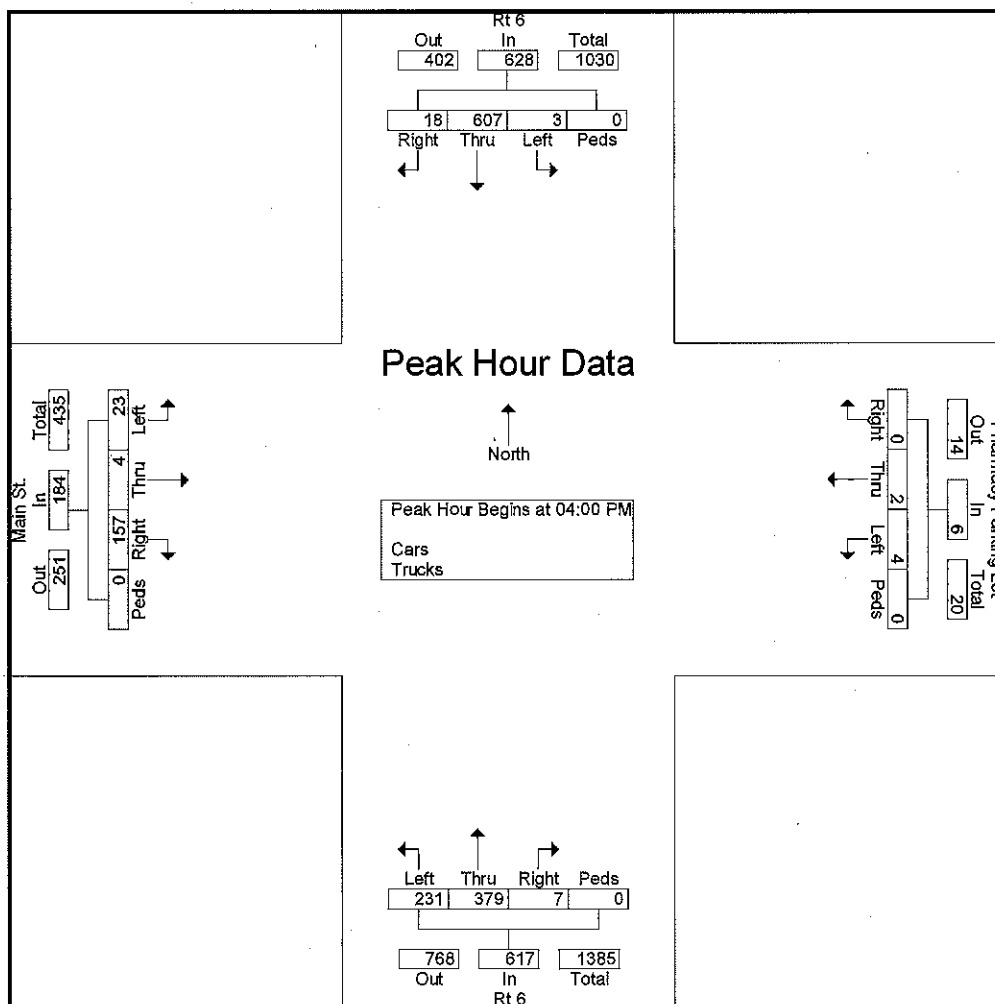 Rt 6
Out In Total
402 628 1030
18 607 3 0
Right Thru Left Peds
Peak Hour Data
North
Peak Hour Begins at 04:00 PM
Cars
Trucks
Main St.
Total In Out
435 184 251
23 4 157 0
Left Thru Right Peds
Right Thru Left Peds
0 2 4 0
Out In Total
14 6 20
Left Thru Right Peds
231 379 7 0
768 617 1385
Out In Total
Rt 6